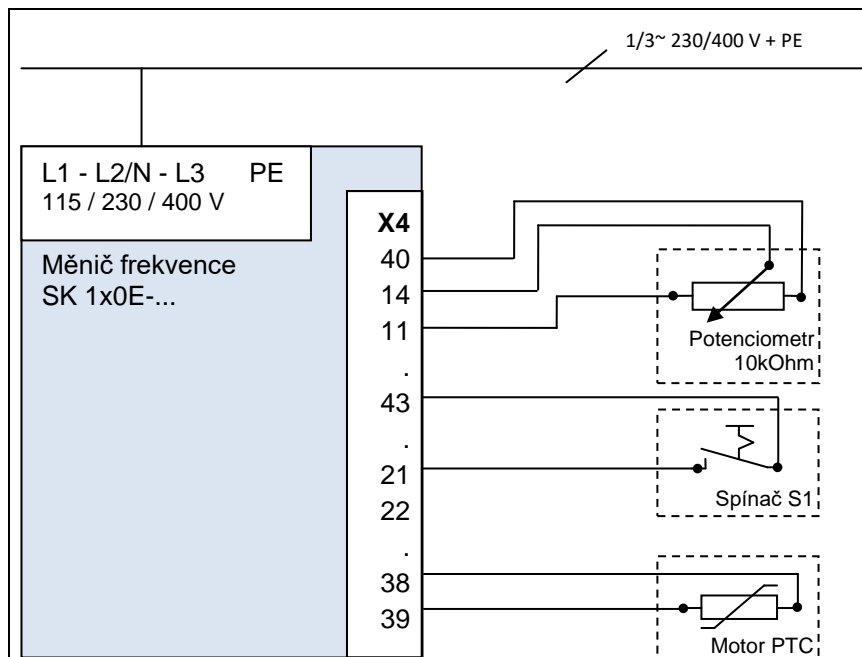 1/3~ 230/400 V + PE
L1 - L2/N - L3 PE
115 / 230 / 400 V
Měnič frekvence
SK 1x0E-...
X4
40
14
11
.
43
.
21
22
.
38
39
Potenciometr
10kOhm
Spínač S1
Motor PTC